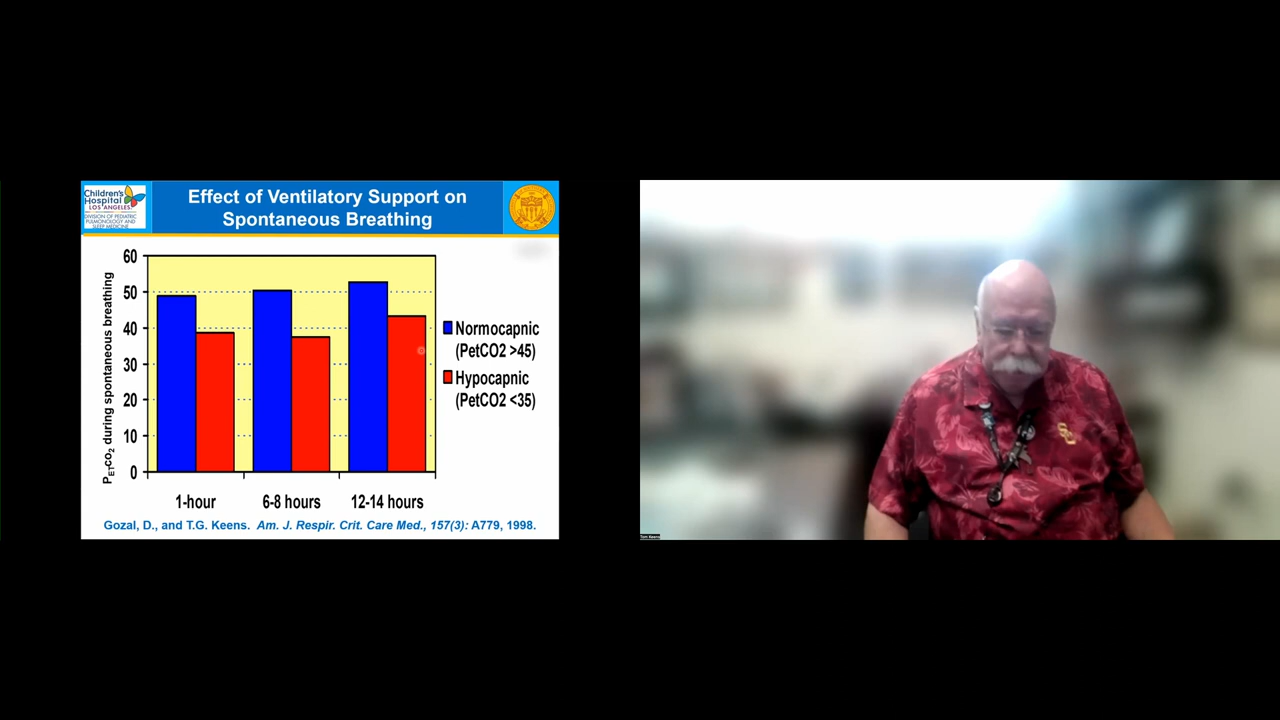 Children's
Hospital
LOS ANGELES
DIVISION OF PEDIATRIC
PULMONOLOGY AND
SLEEP MEDICINE
Effect of Ventilatory Support on
Spontaneous Breathing
60
50
40
30
20
10
0
PETCO2 during spontaneous breathing
Normocapnic
(PetCO2 >45)
Hypocapnic
(PetCO2 <35)
1-hour
6-8 hours
12-14 hours
Gozal, D., and T.G. Keens. Am. J. Respir. Crit. Care Med., 157(3): A779, 1998.
SC
Tom Keens